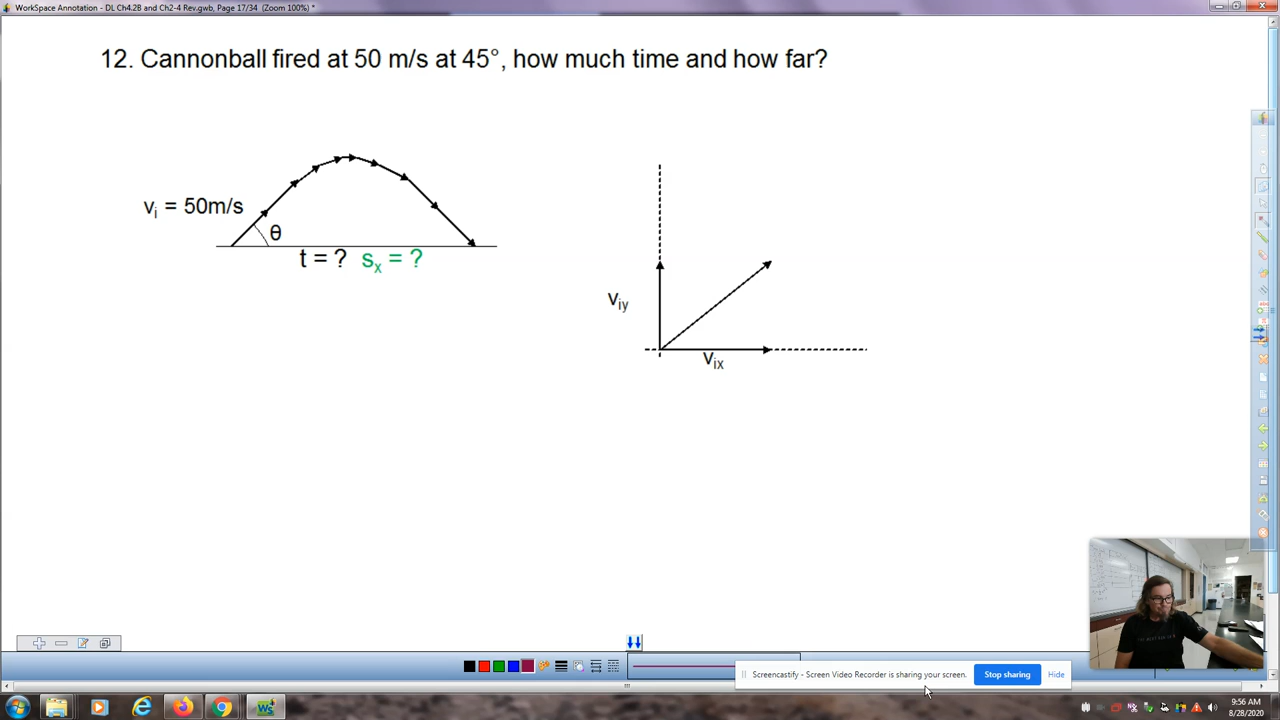 WorkSpace Annotation - DL Ch4.2B and Ch2-4 Rev.gwb, Page 17/34 (Zoom 100%) *
12. Cannonball fired at 50 m/s at 45°, how much time and how far?
vi = 50m/s
θ
t = ? sx = ?
viy
vix
Screencastify - Screen Video Recorder is sharing your screen.
Stop sharing
Hide
9:56 AM
8/28/2020